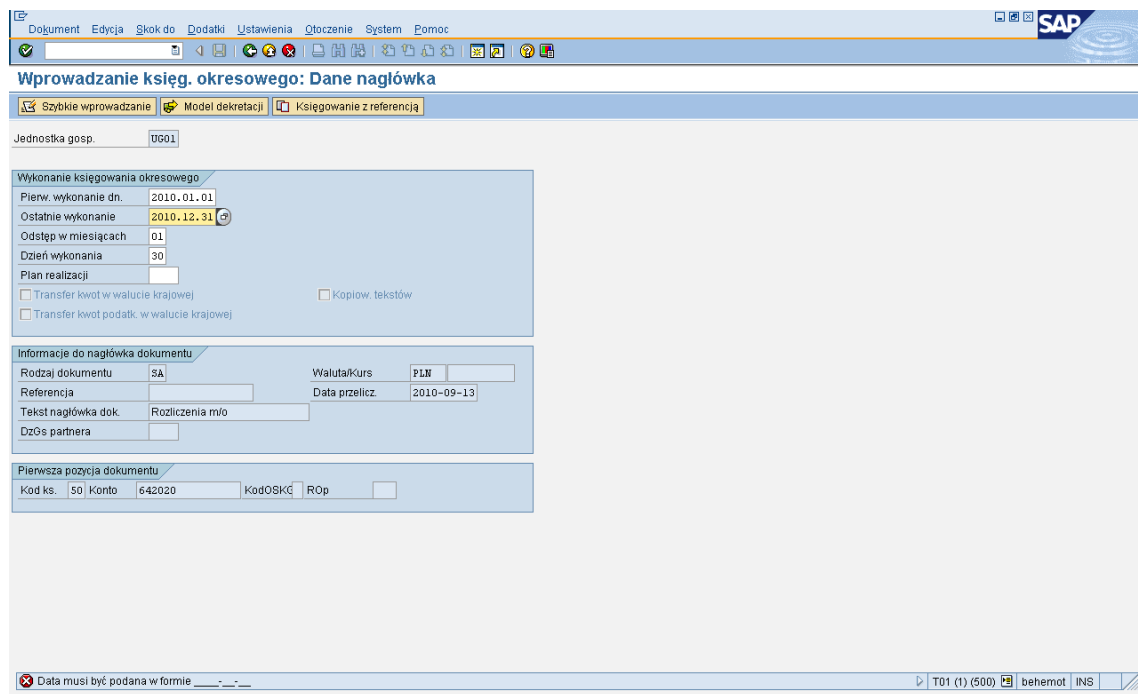 Dokument Edycja Skok do Dodatki Ustawienia Otoczenie System Pomoc
SAP
Wprowadzanie księg. okresowego: Dane nagłówka
Szybkie wprowadzanie Model dekretacji Księgowanie z referencją
Jednostka gosp. UG01
Wykonanie księgowania okresowego
Pierw. wykonanie dn. 2010.01.01
Ostatnie wykonanie 2010.12.31
Odstęp w miesiącach 01
Dzień wykonania 30
Plan realizacji
Transfer kwot w walucie krajowej Kopiow. tekstów
Transfer kwot podatk. w walucie krajowej
Informacje do nagłówka dokumentu
Rodzaj dokumentu SA Waluta/Kurs PLN
Referencja Data przelicz. 2010-09-13
Tekst nagłówka dok. Rozliczenia m/o
DzGs partnera
Pierwsza pozycja dokumentu
Kod ks. 50 Konto 642020 KodOSKG ROp
Data musi być podana w formie ____-__-__ T01 (1) (500) behemot INS